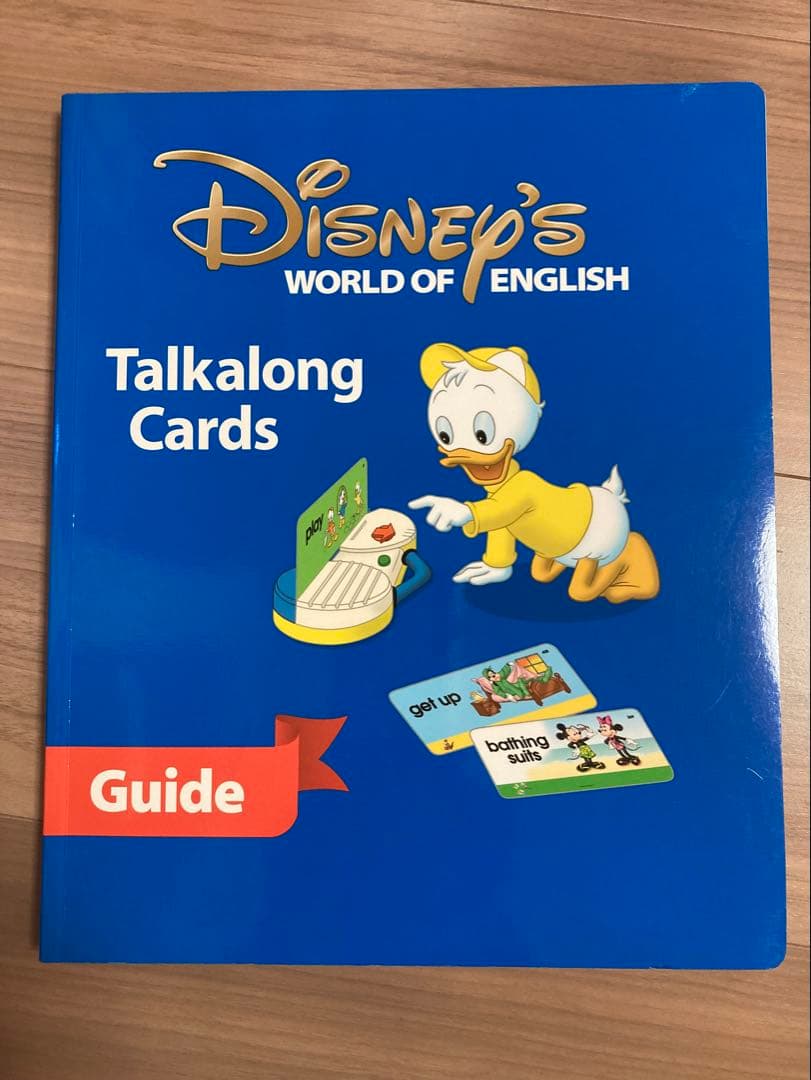 Disney's
WORLD OF ENGLISH
Talkalong
Cards
play
get up
bathing
suits
Guide